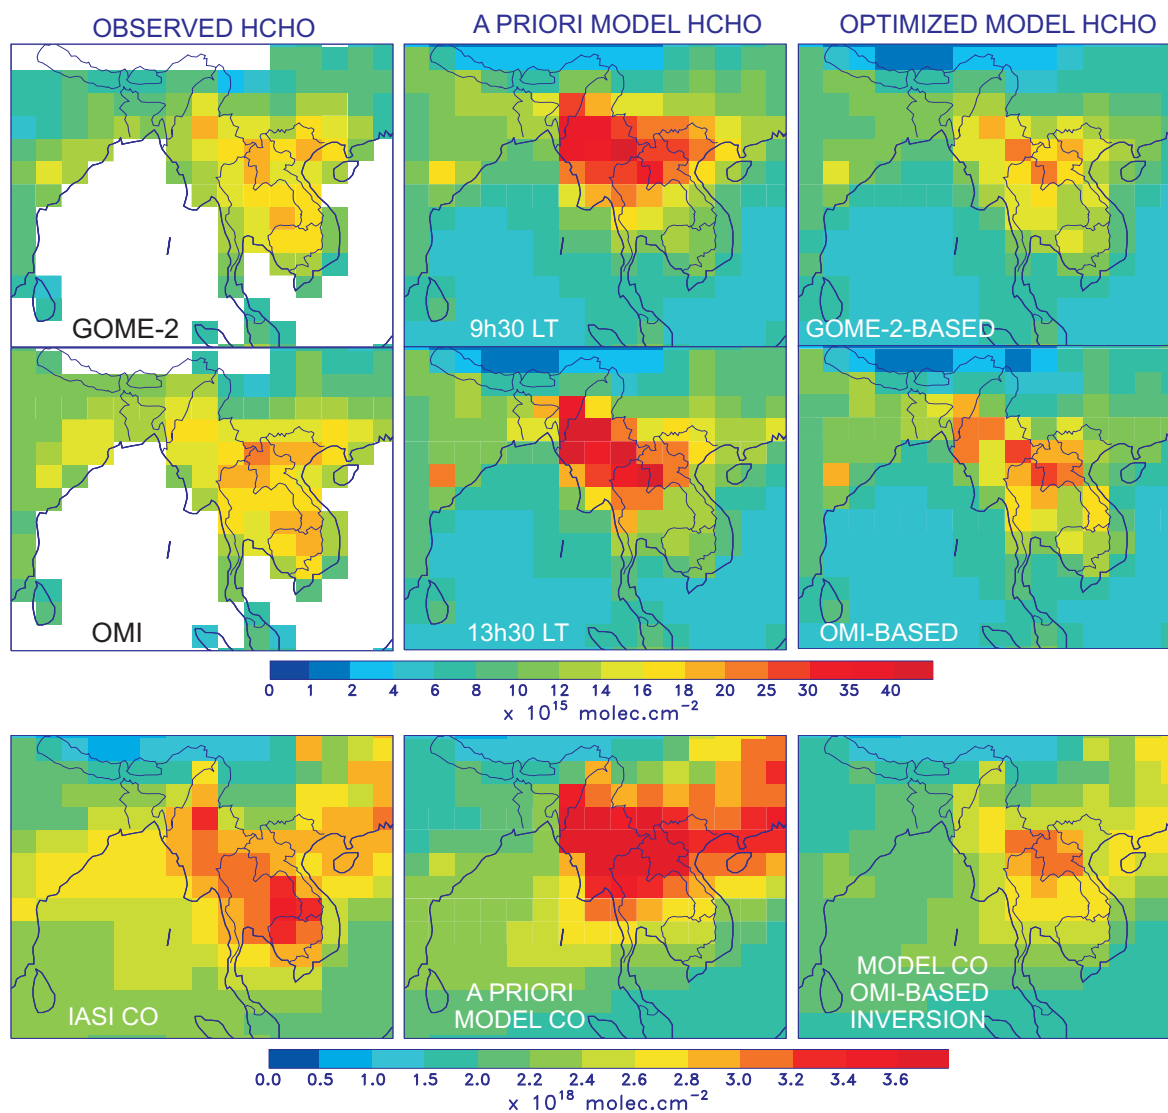 OBSERVED HCHO
A PRIORI MODEL HCHO
OPTIMIZED MODEL HCHO
GOME-2
9h30 LT
GOME-2-BASED
OMI
13h30 LT
OMI-BASED
0 1 2 4 6 8 10 12 14 16 18 20 25 30 35 40
x 10^15 molec.cm^-2
IASI CO
A PRIORI
MODEL CO
MODEL CO
OMI-BASED
INVERSION
0.0 0.5 1.0 1.5 2.0 2.2 2.4 2.6 2.8 3.0 3.2 3.4 3.6
x 10^18 molec.cm^-2